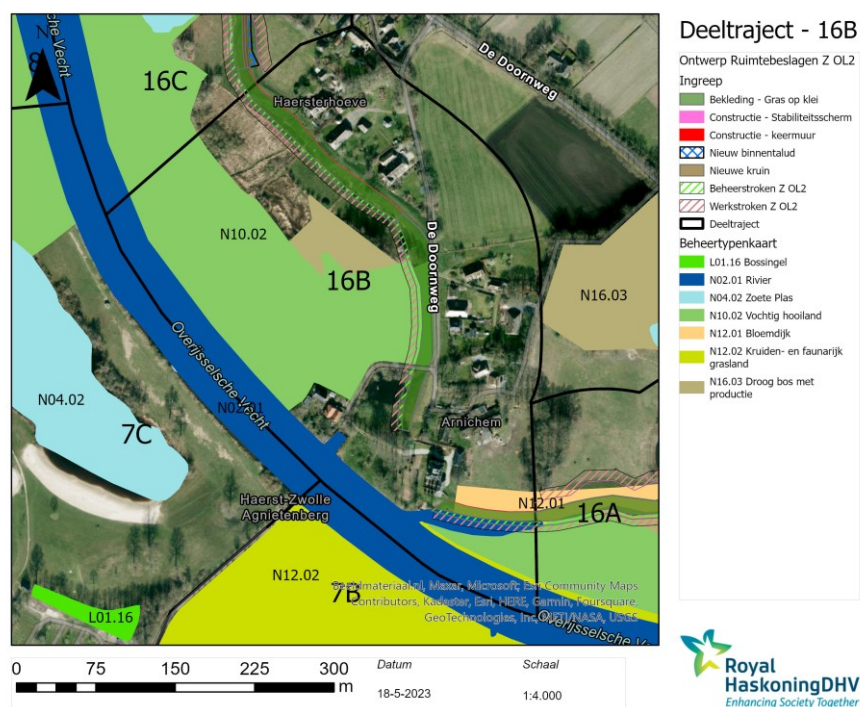 Deeltraject - 16B
Ontwerp Ruimtebeslagen Z OL2
Ingreep
Bekleding - Gras op klei
Constructie - Stabiliteitsscherm
Constructie - keermuur
Nieuw binnentalud
Nieuwe kruin
Beheerstroken Z OL2
Werkstroken Z OL2
Deeltraject
Beheertypenkaart
L01.16 Bossingel
N02.01 Rivier
N04.02 Zoete Plas
N10.02 Vochtig hooiland
N12.01 Bloemdijk
N12.02 Kruiden- en faunarijk
grasland
N16.03 Droog bos met
productie
N
Vecht
16C
De Doornweg
Haersterhoeve
N10.02
16B
De Doornweg
N16.03
Overijsselsche Vecht
N04.02
N02.01
7C
Arnichem
Haerst-Zwolle
Agnietenberg
N12.01
16A
N12.02
7B
L01.16
Beeldmateriaal.nl, Maxar, Microsoft, Esri Community Maps
Contributors, Kadaster, Esri, HERE, Garmin, Foursquare,
GeoTechnologies, Inc, METI/NASA, USGS
Overijsselsche Ve
0 75 150 225 300
m
Datum
18-5-2023
Schaal
1:4.000
Royal
HaskoningDHV
Enhancing Society Together